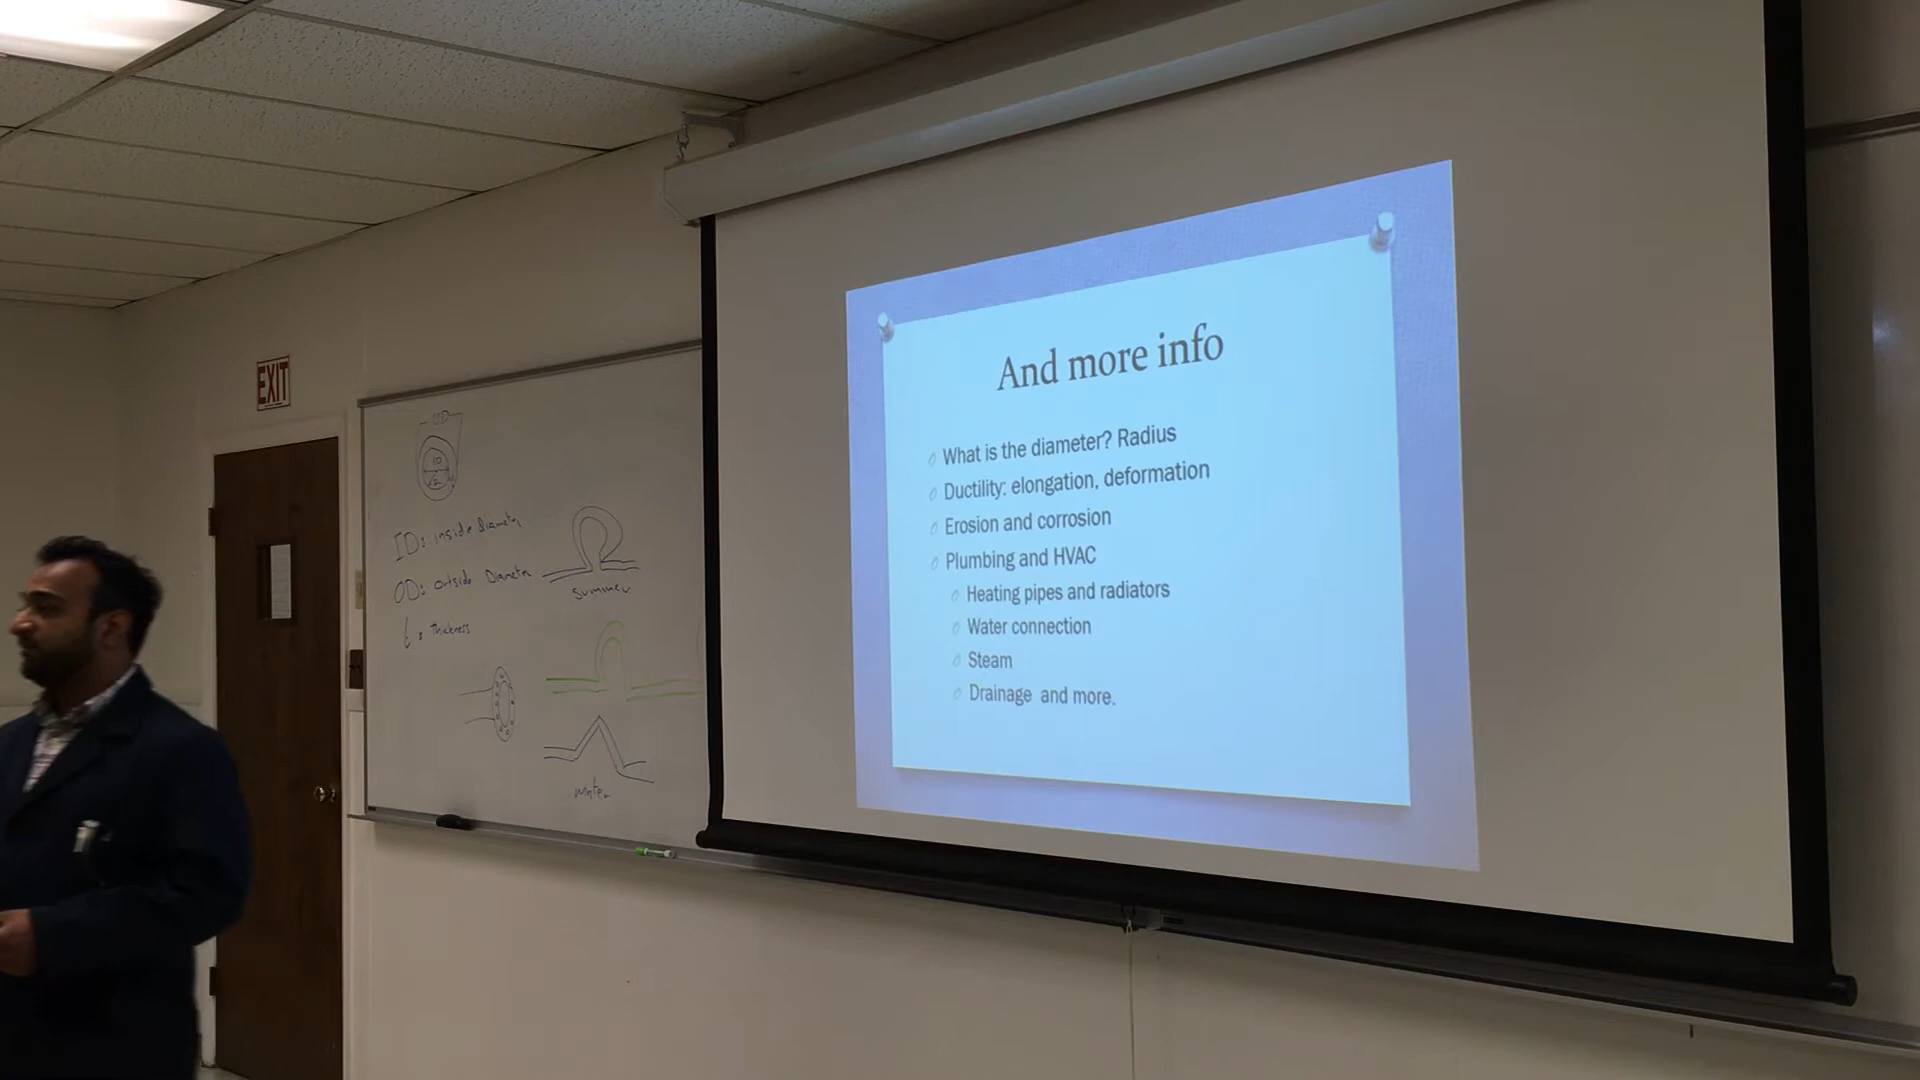 EXIT
OD
ID
ID: inside Diameter
OD: outside Diameter
t: thickness
summer
winter
And more info
What is the diameter? Radius
Ductility: elongation, deformation
Erosion and corrosion
Plumbing and HVAC
Heating pipes and radiators
Water connection
Steam
Drainage and more.